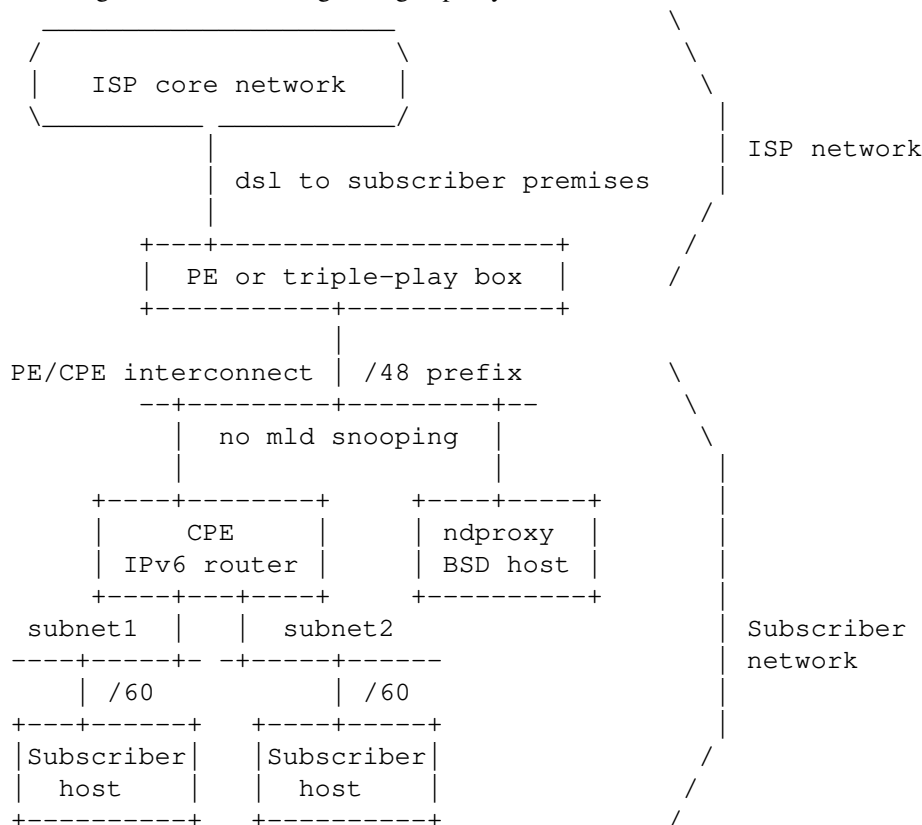 ISP core network
ISP network
dsl to subscriber premises
PE or triple-play box
PE/CPE interconnect | /48 prefix
no mld snooping
CPE ndproxy
IPv6 router BSD host
subnet1 subnet2
Subscriber
network
/60 /60
Subscriber Subscriber
host host